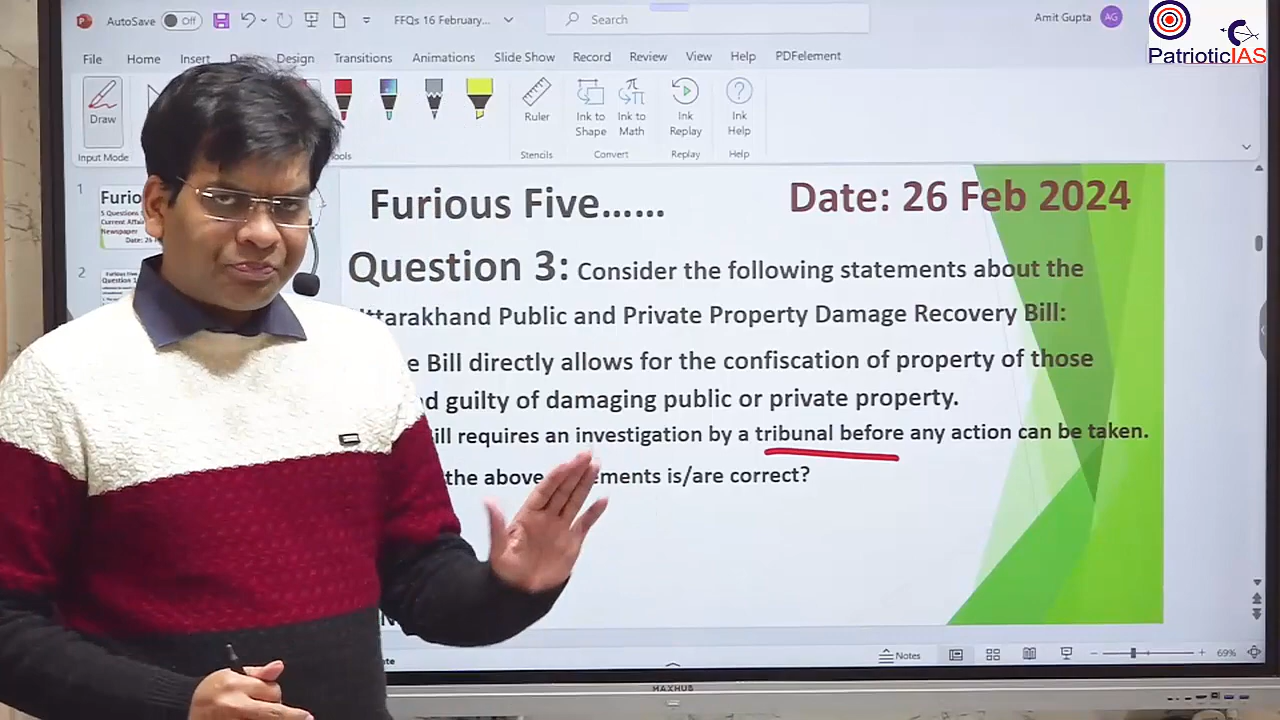 AutoSave Off FFQs 16 February... Search Amit Gupta AG
PatrioticIAS
File Home Insert Design Transitions Animations Slide Show Record Review View Help PDFelement
Draw
Ruler
Ink to Shape
Ink to Math
Ink Replay
Ink Help
Input Mode
Stencils Convert Replay Help
1
2
Furious Five...... Date: 26 Feb 2024
Question 3: Consider the following statements about the
Uttarakhand Public and Private Property Damage Recovery Bill:
Bill directly allows for the confiscation of property of those
guilty of damaging public or private property.
requires an investigation by a tribunal before any action can be taken.
the above is/are correct?
Notes 69%
MAXHUB